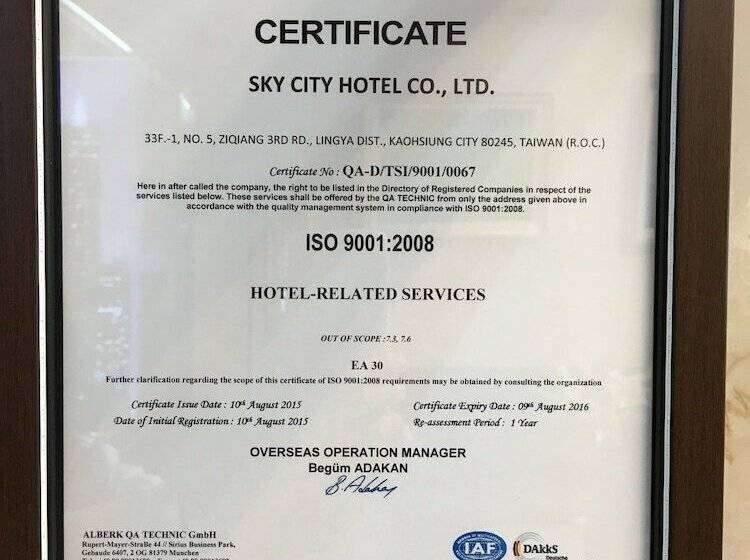 CERTIFICATE
SKY CITY HOTEL CO., LTD.
33F.-1, NO. 5, ZIQIANG 3RD RD., LINGYA DIST., KAOHSIUNG CITY 80245, TAIWAN (R.O.C.)
Certificate No : QA-D/TSI/9001/0067
Here in after called the company, the right to be listed in the Directory of Registered Companies in respect of the
services listed below. These services shall be offered by the QA TECHNIC from only the address given above in
accordance with the quality management system in compliance with ISO 9001:2008.
ISO 9001:2008
HOTEL-RELATED SERVICES
OUT OF SCOPE :7.3, 7.6
EA 30
Further clarification regarding the scope of this certificate of ISO 9001:2008 requirements may be obtained by consulting the organization
Certificate Issue Date : 10th August 2015 Certificate Expiry Date : 09th August 2016
Date of Initial Registration : 10th August 2015 Re-assessment Period : 1 Year
OVERSEAS OPERATION MANAGER
Begüm ADAKAN
ALBERK QA TECHNIC GmbH
Rupert-Mayer-Straße 44 // Sirius Business Park,
Gebaude 6407, 2 OG 81379 Munchen
IAF
DAkkS
Deutsche